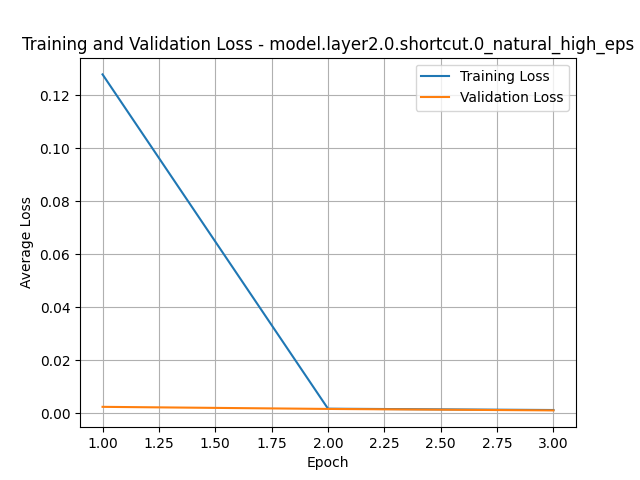 Training and Validation Loss - model.layer2.0.shortcut.0_natural_high_eps
Training Loss
Validation Loss
0.12
0.10
0.08
0.06
0.04
0.02
0.00
Average Loss
1.00 1.25 1.50 1.75 2.00 2.25 2.50 2.75 3.00
Epoch